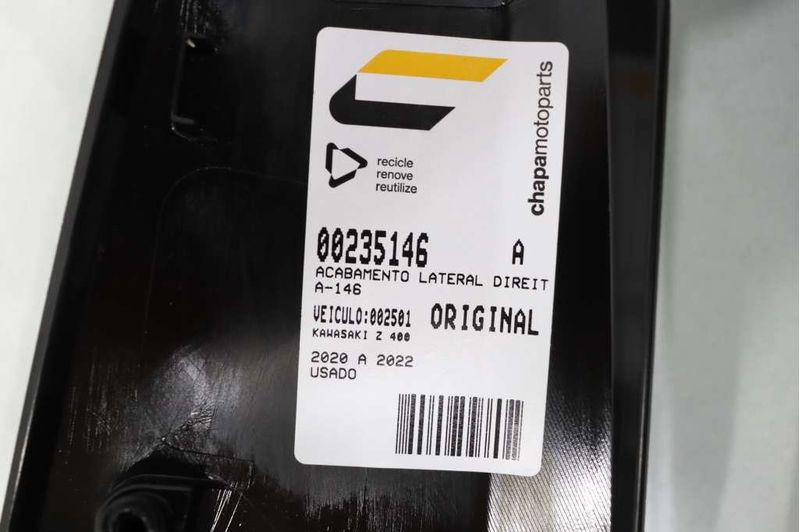 chapamotoparts
recicle
renove
reutilize
00235146 A
ACABAMENTO LATERAL DIREIT
A-146
VEICULO:002501 ORIGINAL
KAWASAKI Z 400
2020 A 2022
USADO